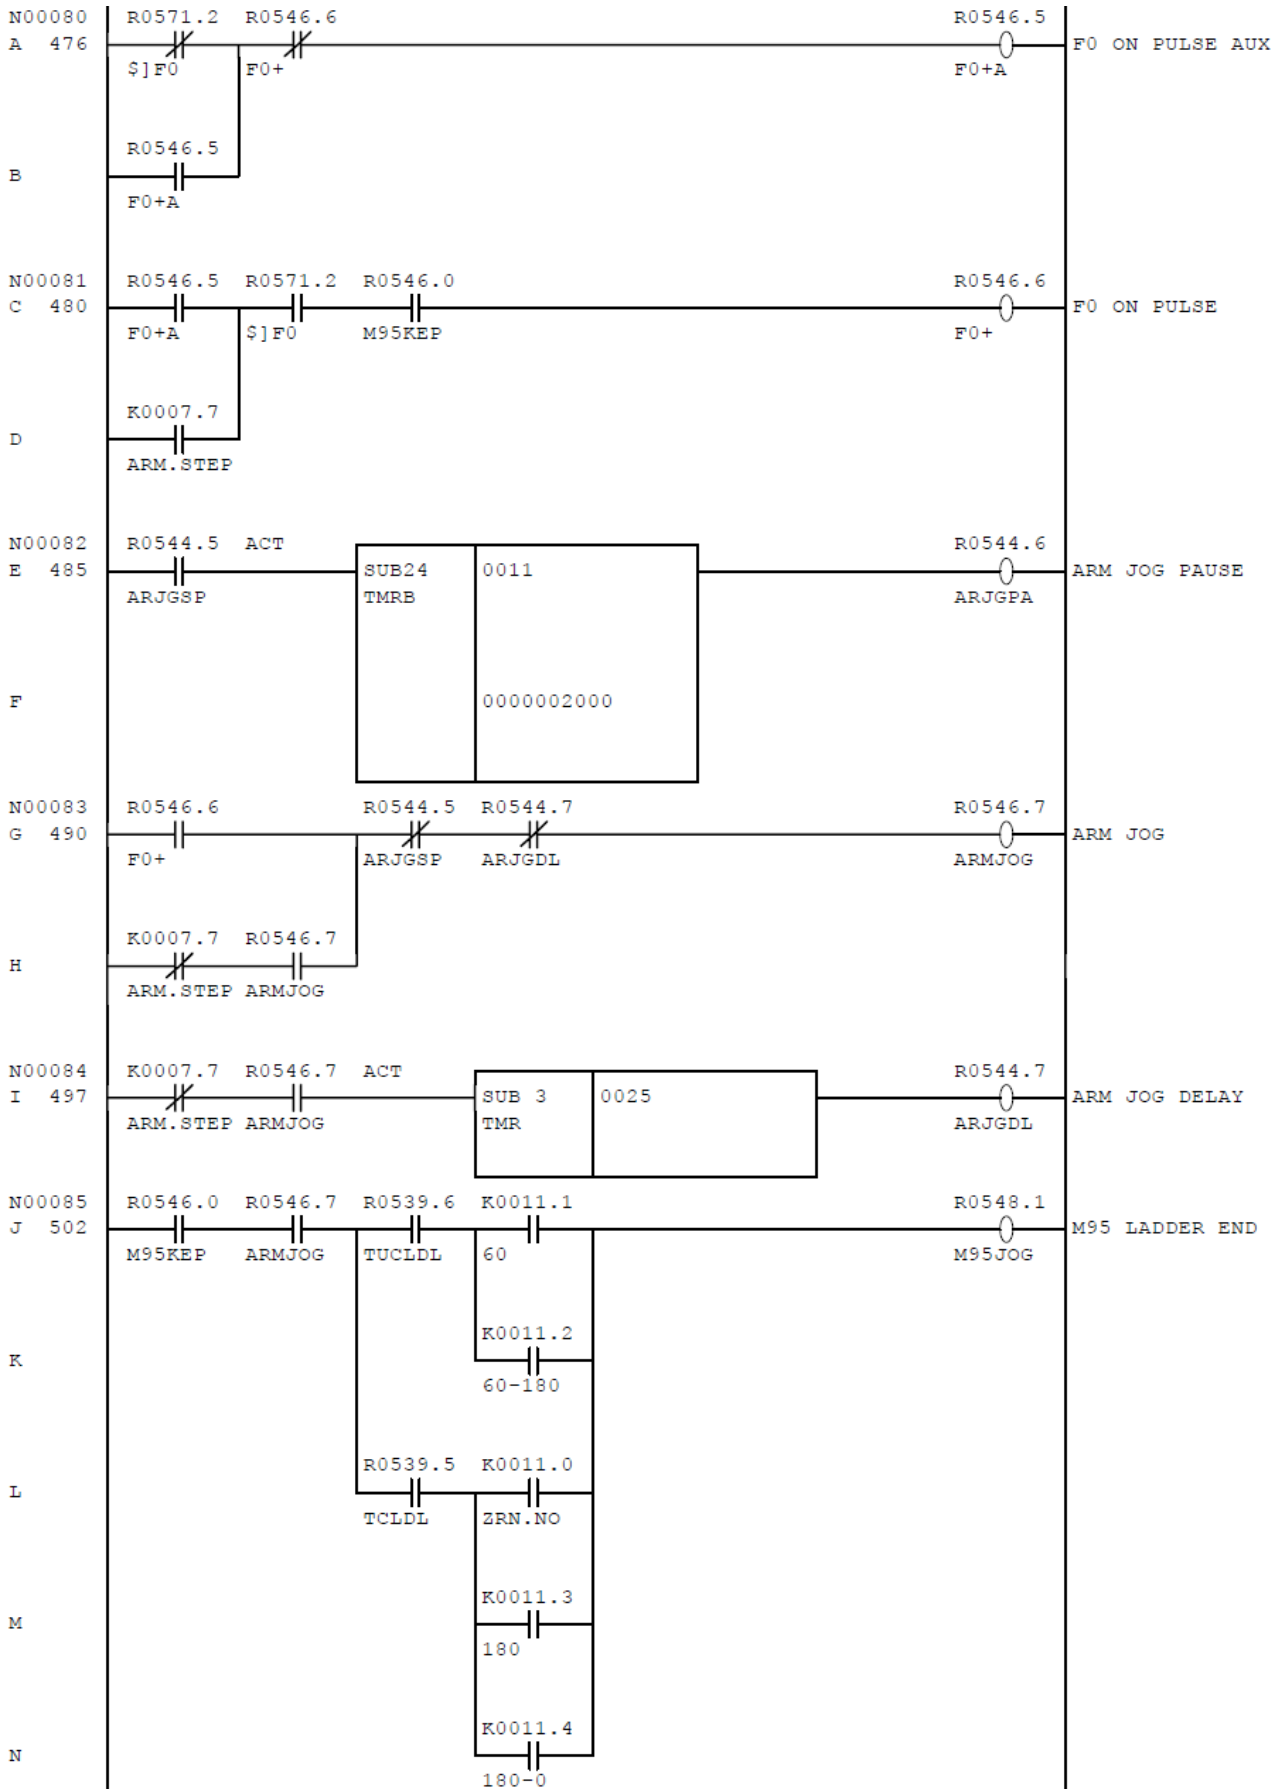 N00080 R0571.2 R0546.6 R0546.5
A 476 F0 ON PULSE AUX
$]F0 F0+ F0+A
R0546.5
B
F0+A
N00081 R0546.5 R0571.2 R0546.0 R0546.6
C 480 F0 ON PULSE
F0+A $]F0 M95KEP F0+
K0007.7
D
ARM.STEP
N00082 R0544.5 ACT R0544.6
E 485 SUB24 0011 ARM JOG PAUSE
ARJGSP TMRB ARJGPA
F 0000002000
N00083 R0546.6 R0544.5 R0544.7 R0546.7
G 490 ARM JOG
F0+ ARJGSP ARJGDL ARMJOG
K0007.7 R0546.7
H
ARM.STEP ARMJOG
N00084 K0007.7 R0546.7 ACT R0544.7
I 497 SUB 3 0025 ARM JOG DELAY
ARM.STEP ARMJOG TMR ARJGDL
N00085 R0546.0 R0546.7 R0539.6 K0011.1 R0548.1
J 502 M95 LADDER END
M95KEP ARMJOG TUCLDL 60 M95JOG
K0011.2
K
60-180
R0539.5 K0011.0
L
TCLDL ZRN.NO
K0011.3
M
180
K0011.4
N
180-0